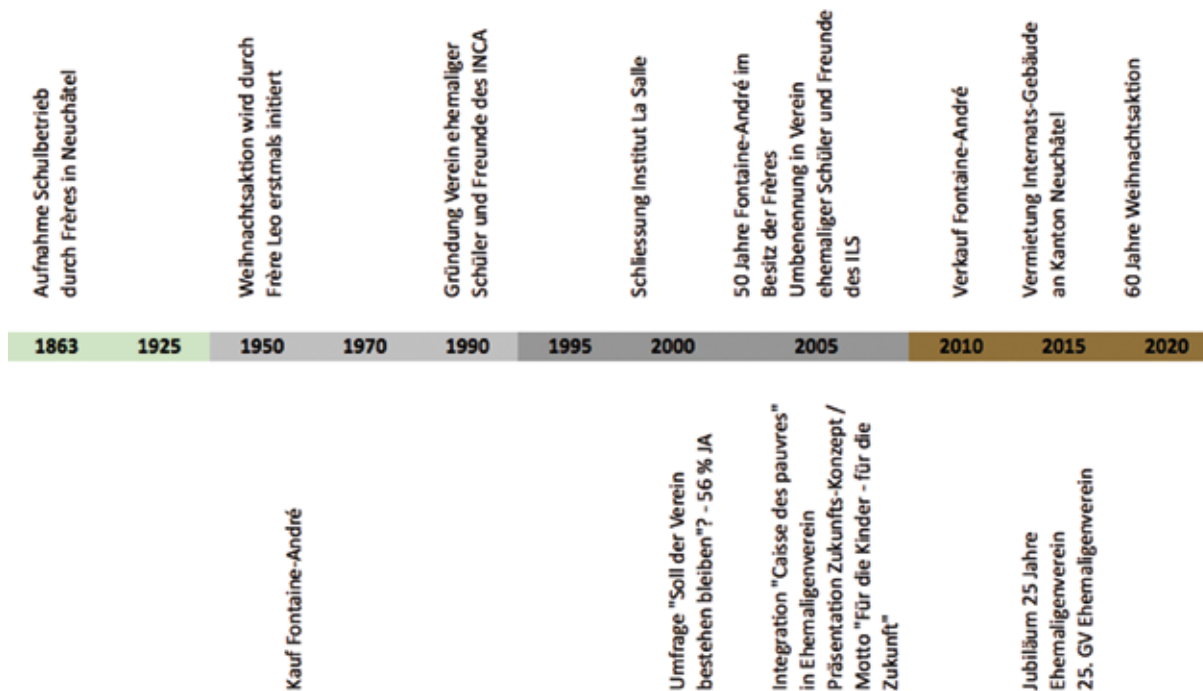 Aufnahme Schulbetrieb
durch Frères in Neuchâtel
Weihnachtsaktion wird durch
Frère Leo erstmals initiert
Gründung Verein ehemaliger
Schüler und Freunde des INCA
Schliessung Institut La Salle
50 Jahre Fontaine-André im
Besitz der Frères
Umbenennung in Verein
ehemaliger Schüler und Freunde
des ILS
Verkauf Fontaine-André
Vermietung Internats-Gebäude
an Kanton Neuchâtel
60 Jahre Weihnachtsaktion
1863 1925 1950 1970 1990 1995 2000 2005 2010 2015 2020
Kauf Fontaine-André
Umfrage "Soll der Verein
bestehen bleiben"? - 56 % JA
Integration "Caisse des pauvres"
in Ehemaligenverein
Präsentation Zukunfts-Konzept /
Motto "Für die Kinder - für die
Zukunft"
Jubiläum 25 Jahre
Ehemaligenverein
25. GV Ehemaligenverein